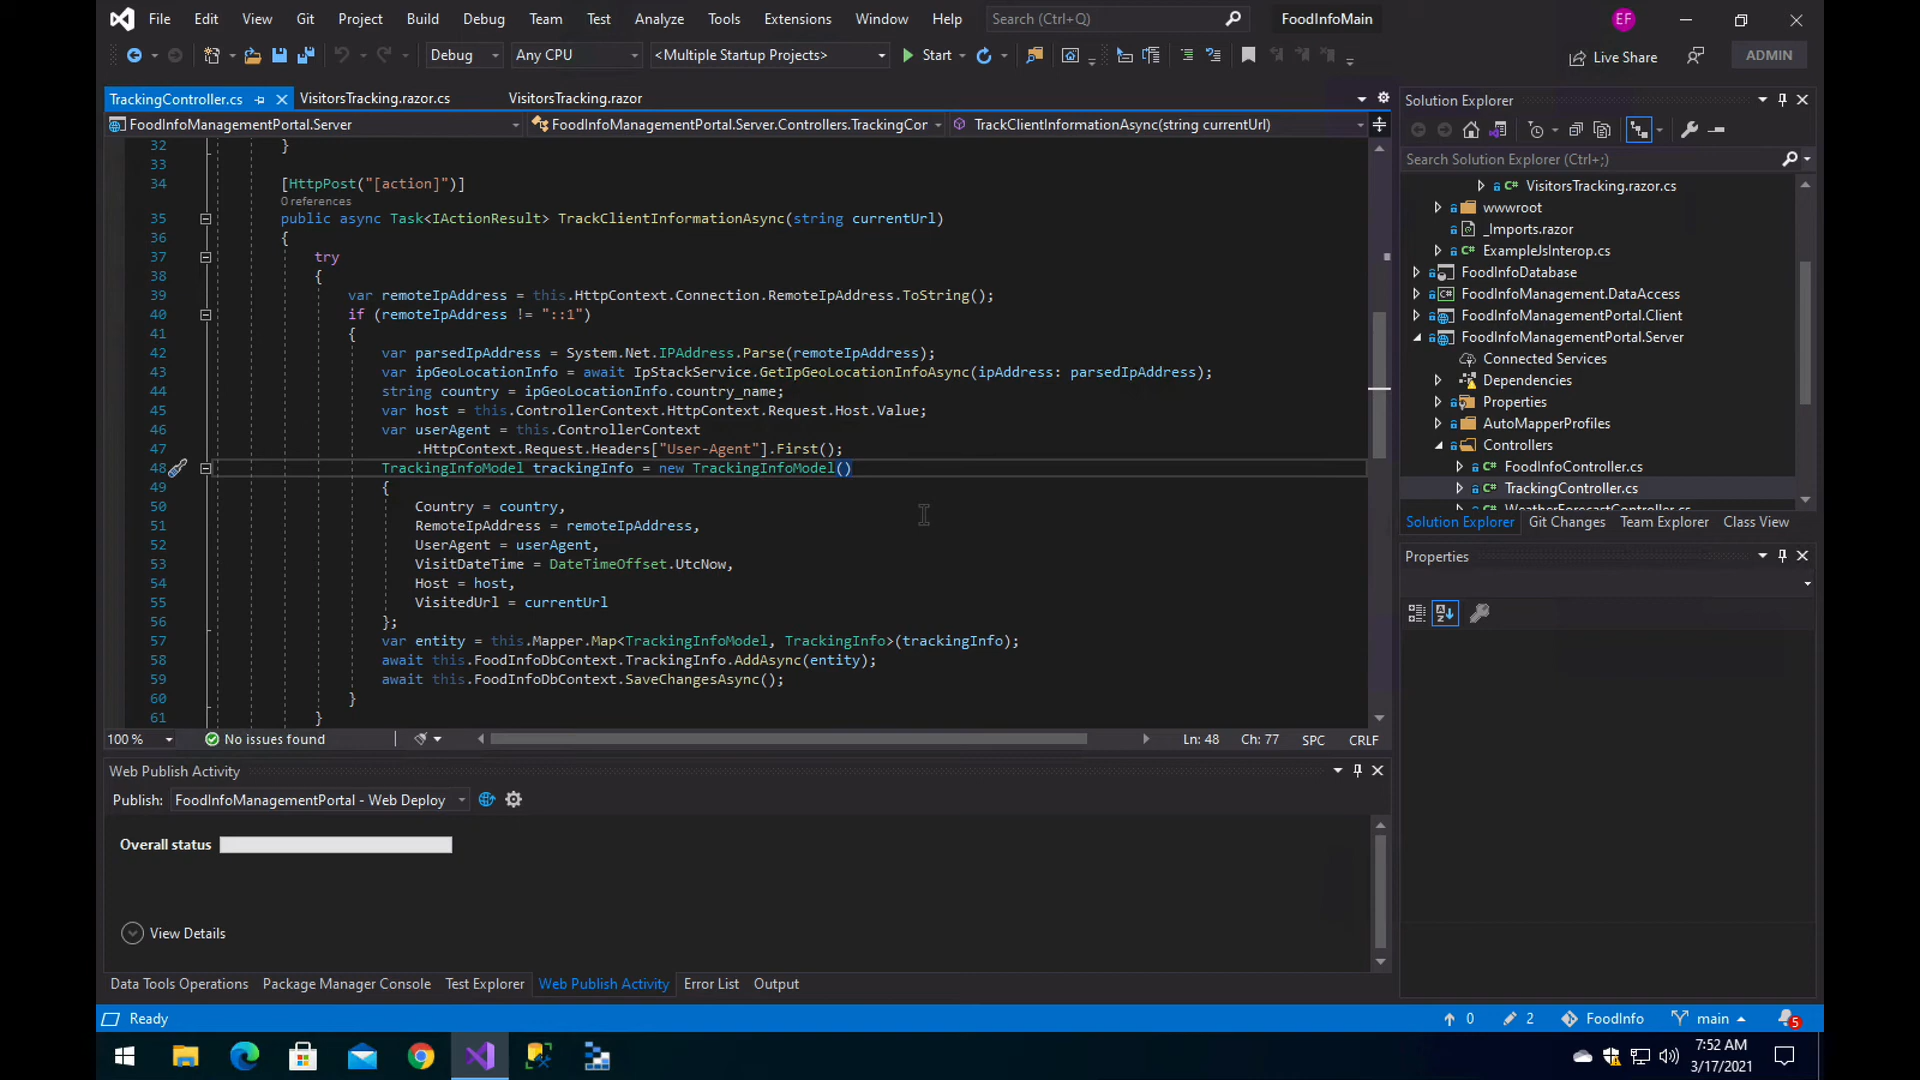 File Edit View Git Project Build Debug Team Test Analyze Tools Extensions Window Help Search (Ctrl+Q) FoodInfoMain EF
Debug Any CPU <Multiple Startup Projects> Start Live Share ADMIN
TrackingController.cs VisitorsTracking.razor.cs VisitorsTracking.razor
FoodInfoManagementPortal.Server FoodInfoManagementPortal.Server.Controllers.TrackingCor TrackClientInformationAsync(string currentUrl)
32 }
33
34 [HttpPost("[action]")]
0 references
35 public async Task<IActionResult> TrackClientInformationAsync(string currentUrl)
36 {
37 try
38 {
39 var remoteIpAddress = this.HttpContext.Connection.RemoteIpAddress.ToString();
40 if (remoteIpAddress != "::1")
41 {
42 var parsedIpAddress = System.Net.IPAddress.Parse(remoteIpAddress);
43 var ipGeoLocationInfo = await IpStackService.GetIpGeoLocationInfoAsync(ipAddress: parsedIpAddress);
44 string country = ipGeoLocationInfo.country_name;
45 var host = this.ControllerContext.HttpContext.Request.Host.Value;
46 var userAgent = this.ControllerContext
47 .HttpContext.Request.Headers["User-Agent"].First();
48 TrackingInfoModel trackingInfo = new TrackingInfoModel()
49 {
50 Country = country,
51 RemoteIpAddress = remoteIpAddress,
52 UserAgent = userAgent,
53 VisitDateTime = DateTimeOffset.UtcNow,
54 Host = host,
55 VisitedUrl = currentUrl
56 };
57 var entity = this.Mapper.Map<TrackingInfoModel, TrackingInfo>(trackingInfo);
58 await this.FoodInfoDbContext.TrackingInfo.AddAsync(entity);
59 await this.FoodInfoDbContext.SaveChangesAsync();
60 }
61 }
100 % No issues found Ln: 48 Ch: 77 SPC CRLF
Web Publish Activity
Publish: FoodInfoManagementPortal - Web Deploy
Overall status
View Details
Data Tools Operations Package Manager Console Test Explorer Web Publish Activity Error List Output
Solution Explorer
Search Solution Explorer (Ctrl+;)
C# VisitorsTracking.razor.cs
wwwroot
_Imports.razor
C# ExampleJsInterop.cs
FoodInfoDatabase
C# FoodInfoManagement.DataAccess
FoodInfoManagementPortal.Client
FoodInfoManagementPortal.Server
Connected Services
Dependencies
Properties
AutoMapperProfiles
Controllers
C# FoodInfoController.cs
C# TrackingController.cs
C# WeatherForecastController.cs
Solution Explorer Git Changes Team Explorer Class View
Properties
Ready 0 2 FoodInfo main 5
7:52 AM
3/17/2021